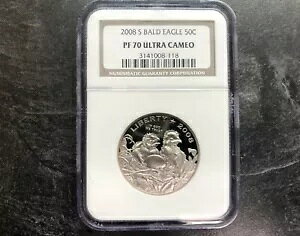 2008 S BALD EAGLE 50C
PF 70 ULTRA CAMEO
3141008-118
NUMISMATIC GUARANTY CORPORATION
LIBERTY
2008